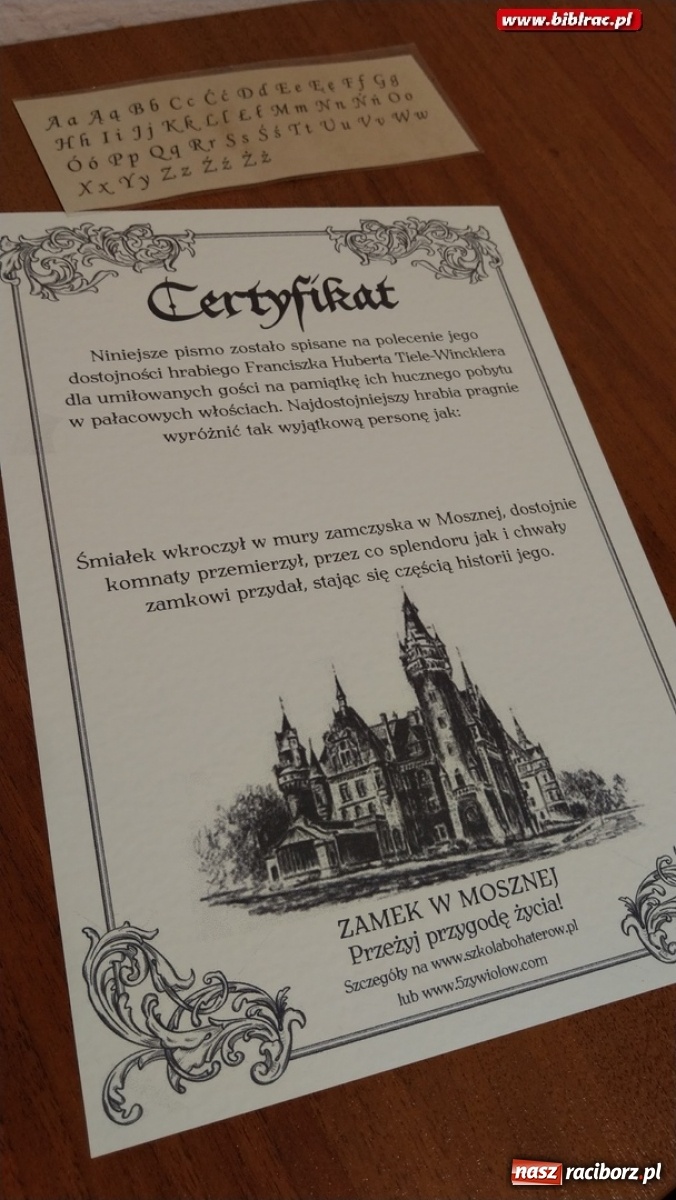 www.biblrac.pl
Aa Ąą Bb Cc Ćć Dd Ee Ęę Ff Gg
Hh Ii Jj Kk Ll Łł Mm Nn Ńń Oo
Óó Pp Qq Rr Ss Śś Tt Uu Vv Ww
Xx Yy Zz Źź Żż
Certyfikat
Niniejsze pismo zostało spisane na polecenie jego
dostojności hrabiego Franciszka Huberta Tiele-Wincklera
dla umiłowanych gości na pamiątkę ich hucznego pobytu
w pałacowych włościach. Najdostojniejszy hrabia pragnie
wyróżnić tak wyjątkową personę jak:
Śmiałek wkroczył w mury zamczyska w Mosznej, dostojnie
komnaty przemierzył, przez co splendoru jak i chwały
zamkowi przydał, stając się częścią historii jego.
ZAMEK W MOSZNEJ
Przeżyj przygodę życia!
Szczegóły na www.szkolabohaterow.pl
lub www.5zywiolow.com
nasz raciborz.pl